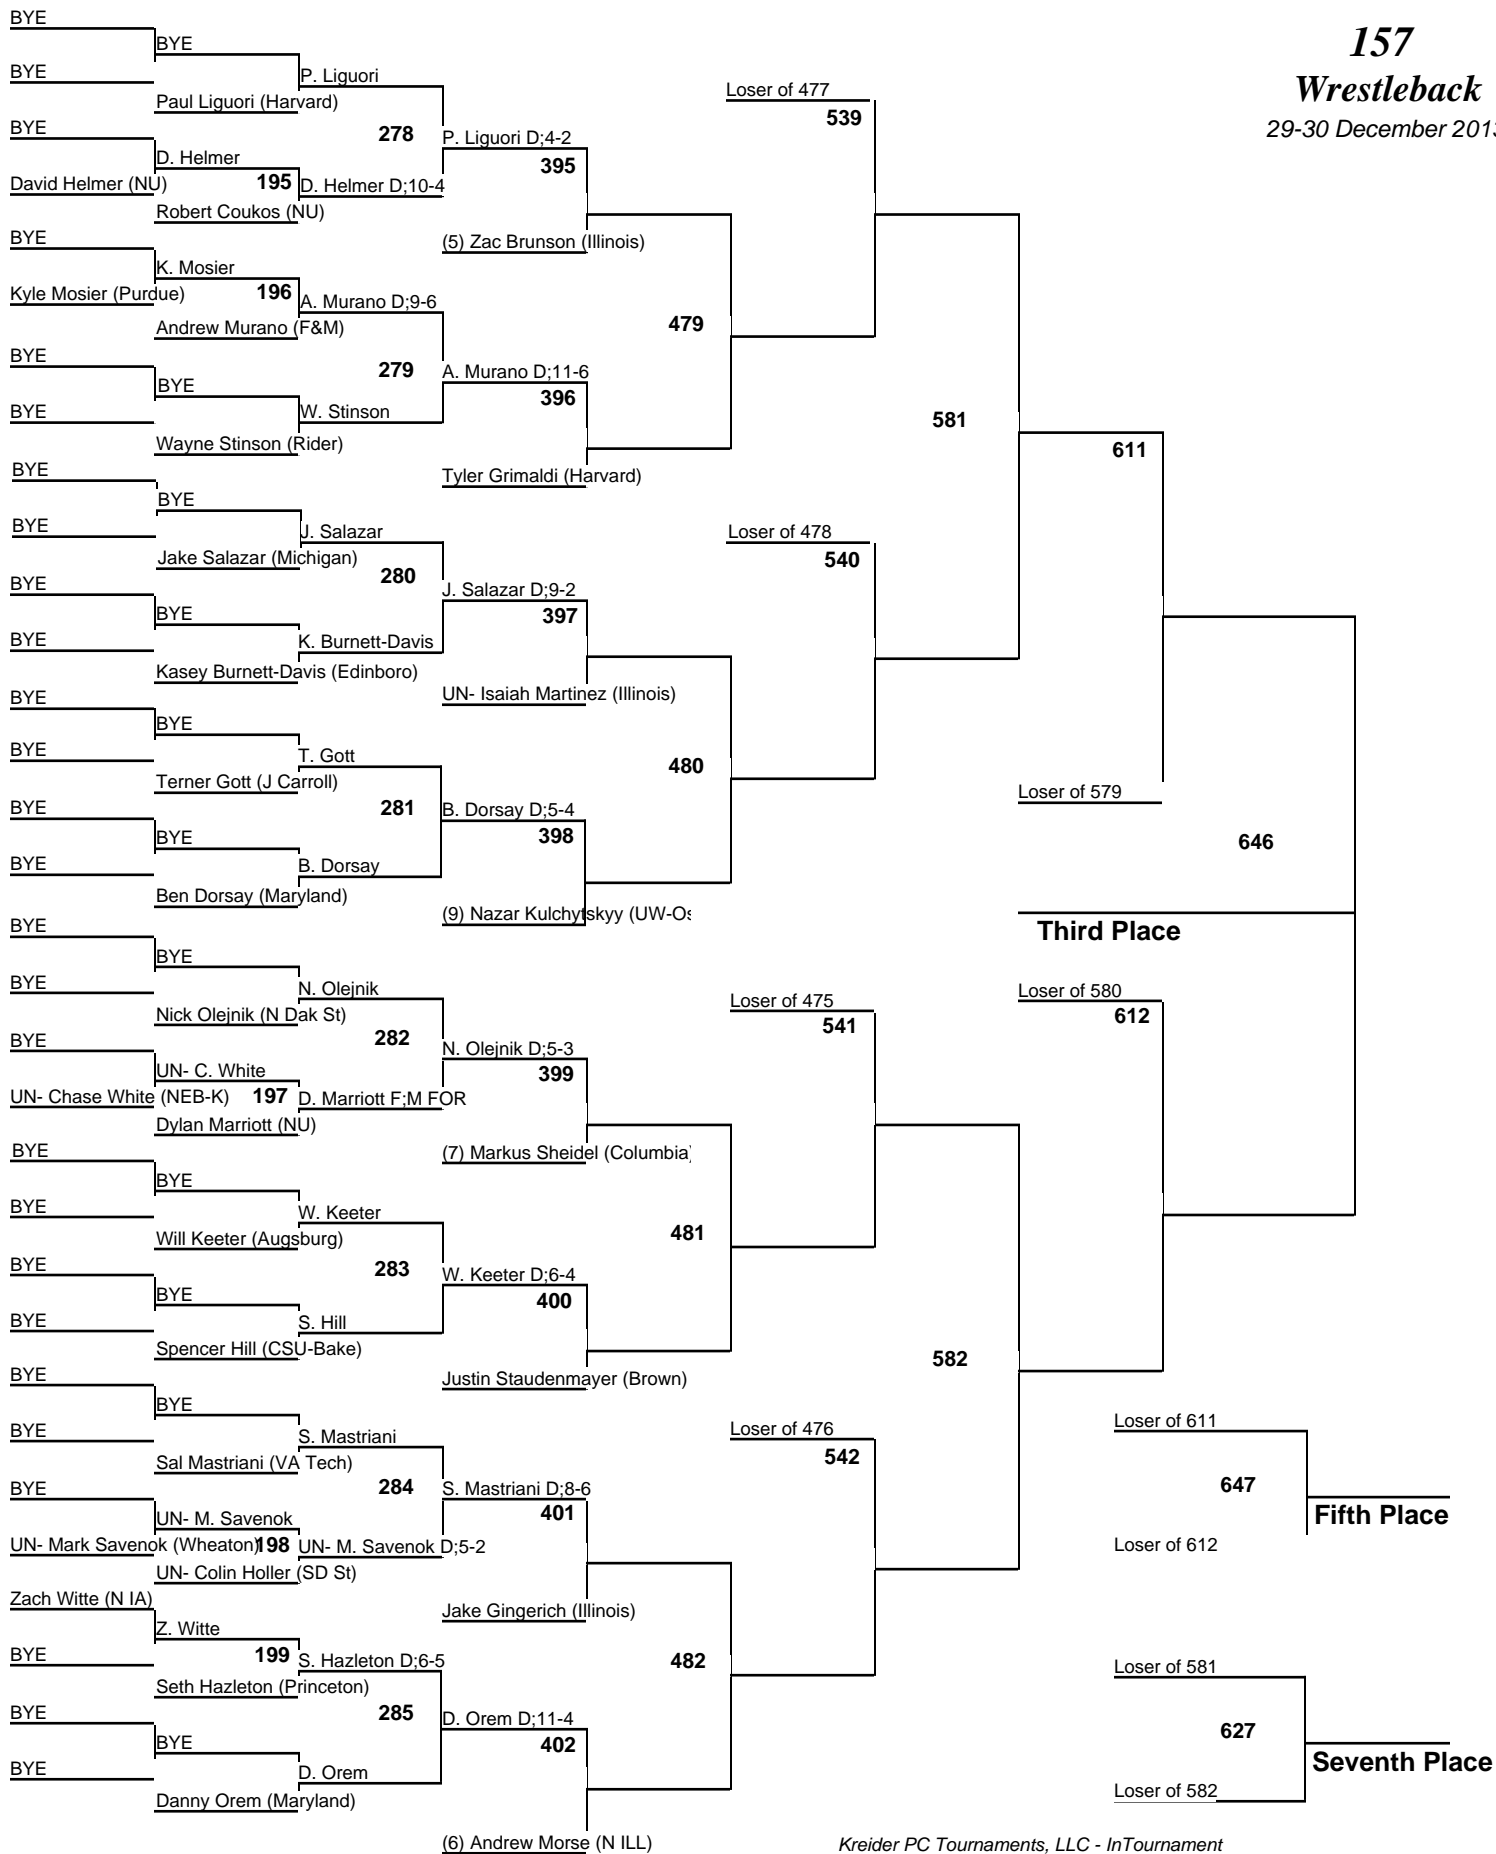 BYE
157
BYE
Wrestleback
BYE
P. Liguori
Loser of 477
Paul Liguori (Harvard)
539
29-30 December 201
BYE
278
P. Liguori D;4-2
D. Helmer
395
David Helmer (NU)
195
D. Helmer D;10-4
Robert Coukos (NU)
BYE
(5) Zac Brunson (Illinois)
K. Mosier
Kyle Mosier (Purdue)
196
A. Murano D;9-6
Andrew Murano (F&M)
479
BYE
279
A. Murano D;11-6
BYE
396
BYE
W. Stinson
581
Wayne Stinson (Rider)
611
BYE
Tyler Grimaldi (Harvard)
BYE
BYE
J. Salazar
Loser of 478
Jake Salazar (Michigan)
540
BYE
280
J. Salazar D;9-2
BYE
397
BYE
K. Burnett-Davis
Kasey Burnett-Davis (Edinboro)
BYE
UN- Isaiah Martinez (Illinois)
BYE
BYE
T. Gott
480
Terner Gott (J Carroll)
Loser of 579
BYE
281
B. Dorsay D;5-4
BYE
398
646
BYE
B. Dorsay
Ben Dorsay (Maryland)
(9) Nazar Kulchytskyy (UW-Os
BYE
Third Place
BYE
BYE
N. Olejnik
Loser of 475
Loser of 580
Nick Olejnik (N Dak St)
541
612
BYE
282
N. Olejnik D;5-3
UN- C. White
399
UN- Chase White (NEB-K)
197
D. Marriott F;M FOR
Dylan Marriott (NU)
BYE
(7) Markus Sheidel (Columbia)
BYE
BYE
W. Keeter
Will Keeter (Augsburg)
481
BYE
283
W. Keeter D;6-4
BYE
400
BYE
S. Hill
Spencer Hill (CSU-Bake)
582
BYE
Justin Staudenmayer (Brown)
BYE
Loser of 611
BYE
S. Mastriani
Loser of 476
Sal Mastriani (VA Tech)
542
BYE
284
S. Mastriani D;8-6
647
UN- M. Savenok
401
Fifth Place
UN- Mark Savenok (Wheaton)
198
UN- M. Savenok D;5-2
Loser of 612
UN- Colin Holler (SD St)
Zach Witte (N IA)
Jake Gingerich (Illinois)
Z. Witte
BYE
199
S. Hazleton D;6-5
482
Loser of 581
Seth Hazleton (Princeton)
BYE
285
D. Orem D;11-4
627
BYE
402
Seventh Place
BYE
D. Orem
Loser of 582
Danny Orem (Maryland)
(6) Andrew Morse (N ILL)
Kreider PC Tournaments, LLC - InTournament